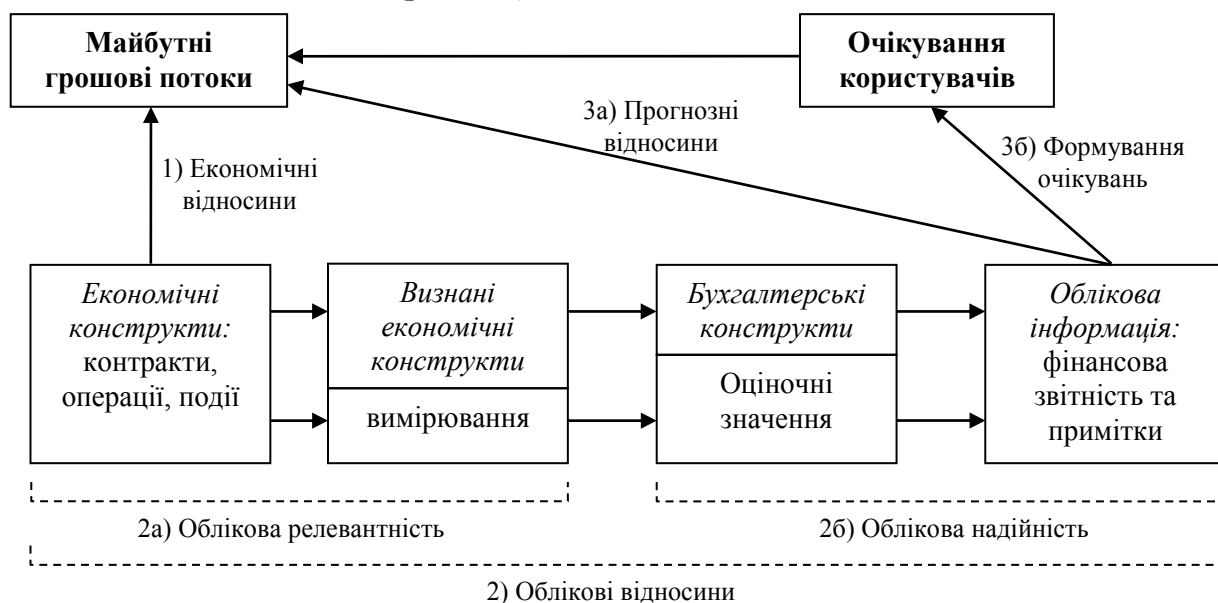 Майбутні
грошові потоки
Очікування
користувачів
3а) Прогнозні
відносини
3б) Формування
очікувань
1) Економічні
відносини
Економічні
конструкти:
контракти,
операції, події
Визнані
економічні
конструкти
вимірювання
Бухгалтерські
конструкти
Оціночні
значення
Облікова
інформація:
фінансова
звітність та
примітки
2а) Облікова релевантність
2б) Облікова надійність
2) Облікові відносини